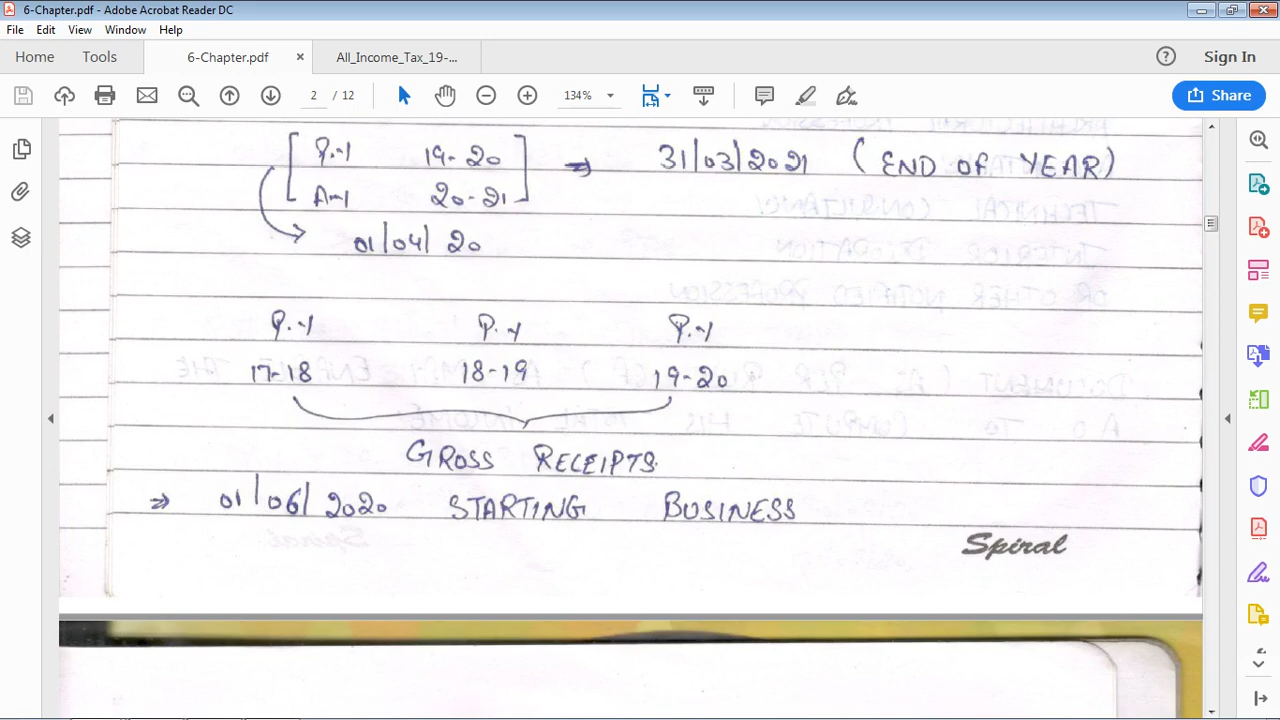 6-Chapter.pdf - Adobe Acrobat Reader DC
File Edit View Window Help
Home Tools 6-Chapter.pdf × All_Income_Tax_19-... ? Sign In
2 / 12 134% Share
P.Y 19-20 31/03/2021 (END OF YEAR)
A.Y 20-21
01/04/20
P.Y P.Y P.Y
17-18 18-19 19-20
GROSS RECEIPTS.
⇒ 01/06/2020 STARTING BUSINESS
Spiral